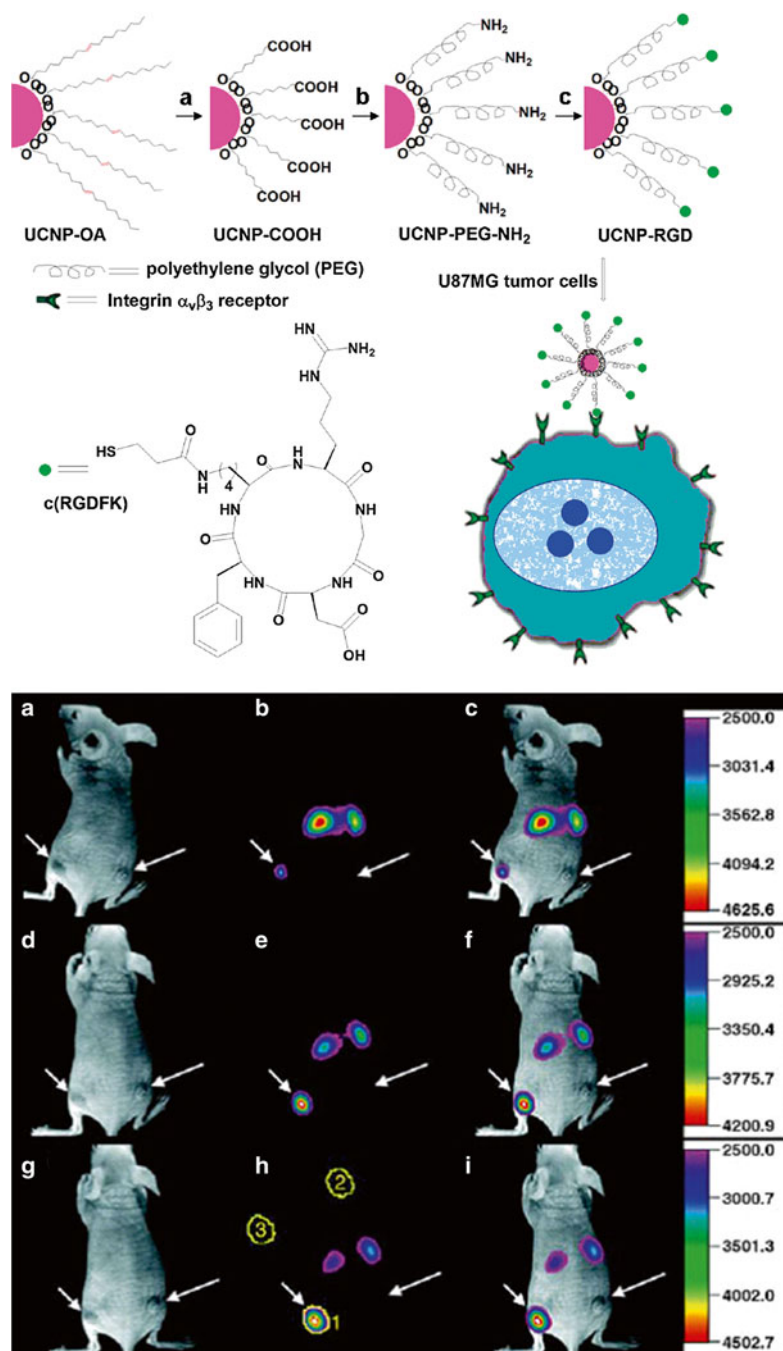 NH2
NH2
NH2
NH2
NH2
COOH
COOH
COOH
COOH
COOH
O O O O O O O
O O O O O O O
O O O O O O O
O O O O O O O
a
b
c
UCNP-OA
UCNP-COOH
UCNP-PEG-NH2
UCNP-RGD
polyethylene glycol (PEG)
Integrin αvβ3 receptor
U87MG tumor cells
NH
NH2
HN
HS
O
N
H
4
O
H
N
O
NH
NH
O
O
HN
NH
O
O
O
OH
c(RGDFK)
a
b
c
2500.0
3031.4
3562.8
4094.2
4625.6
d
e
f
2500.0
2925.2
3350.4
3775.7
4200.9
g
h
i
2
3
1
2500.0
3000.7
3501.3
4002.0
4502.7